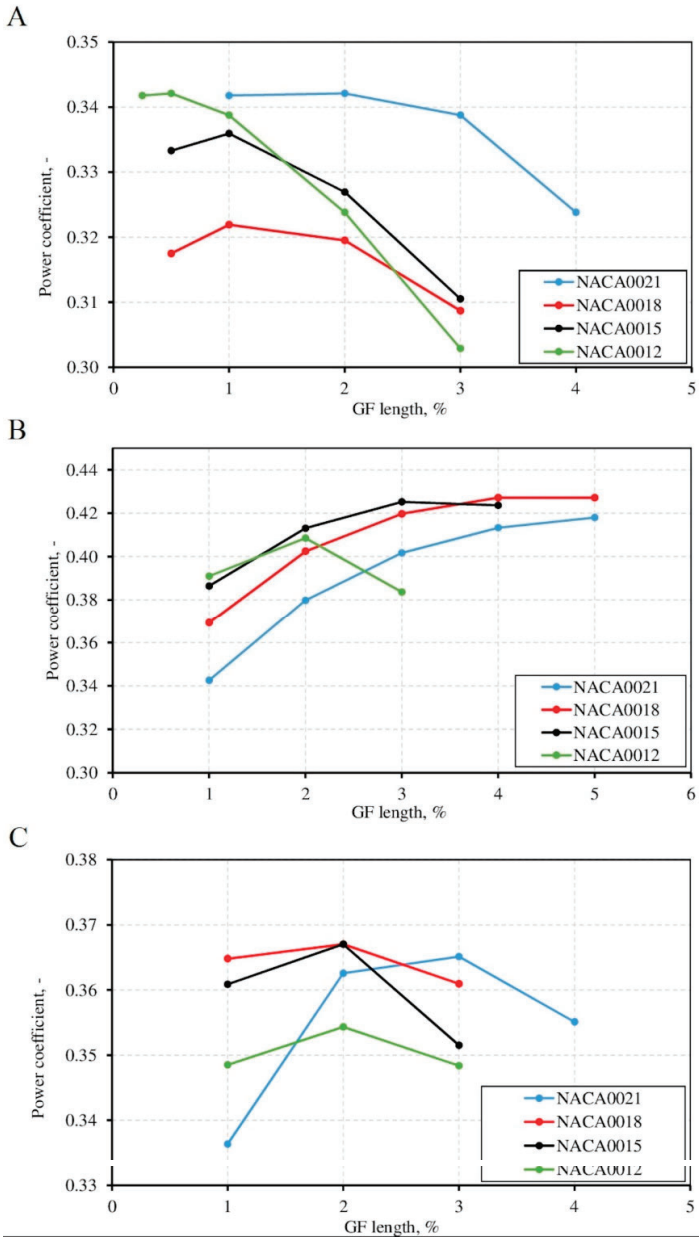 A
0.35
0.34
0.33
0.32
0.31
0.30
Power coefficient, -
NACA0021
NACA0018
NACA0015
NACA0012
0 1 2 3 4 5
GF length, %
B
0.44
0.42
0.40
0.38
0.36
0.34
0.32
0.30
Power coefficient, -
NACA0021
NACA0018
NACA0015
NACA0012
0 1 2 3 4 5 6
GF length, %
C
0.38
0.37
0.36
0.35
0.34
0.33
Power coefficient, -
NACA0021
NACA0018
NACA0015
NACA0012
0 1 2 3 4 5
GF length, %